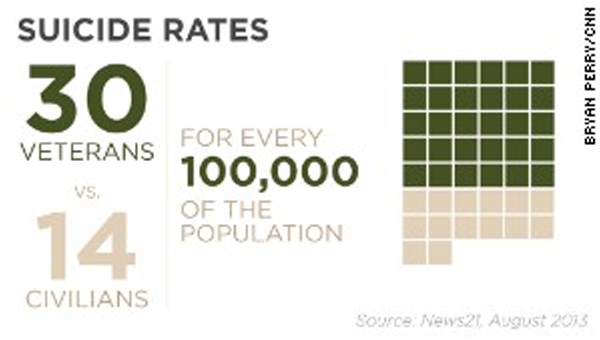 SUICIDE RATES
30
VETERANS
vs.
14
CIVILIANS
FOR EVERY
100,000
OF THE
POPULATION
BRYAN PERRY/CNN
Source: News21, August 2013